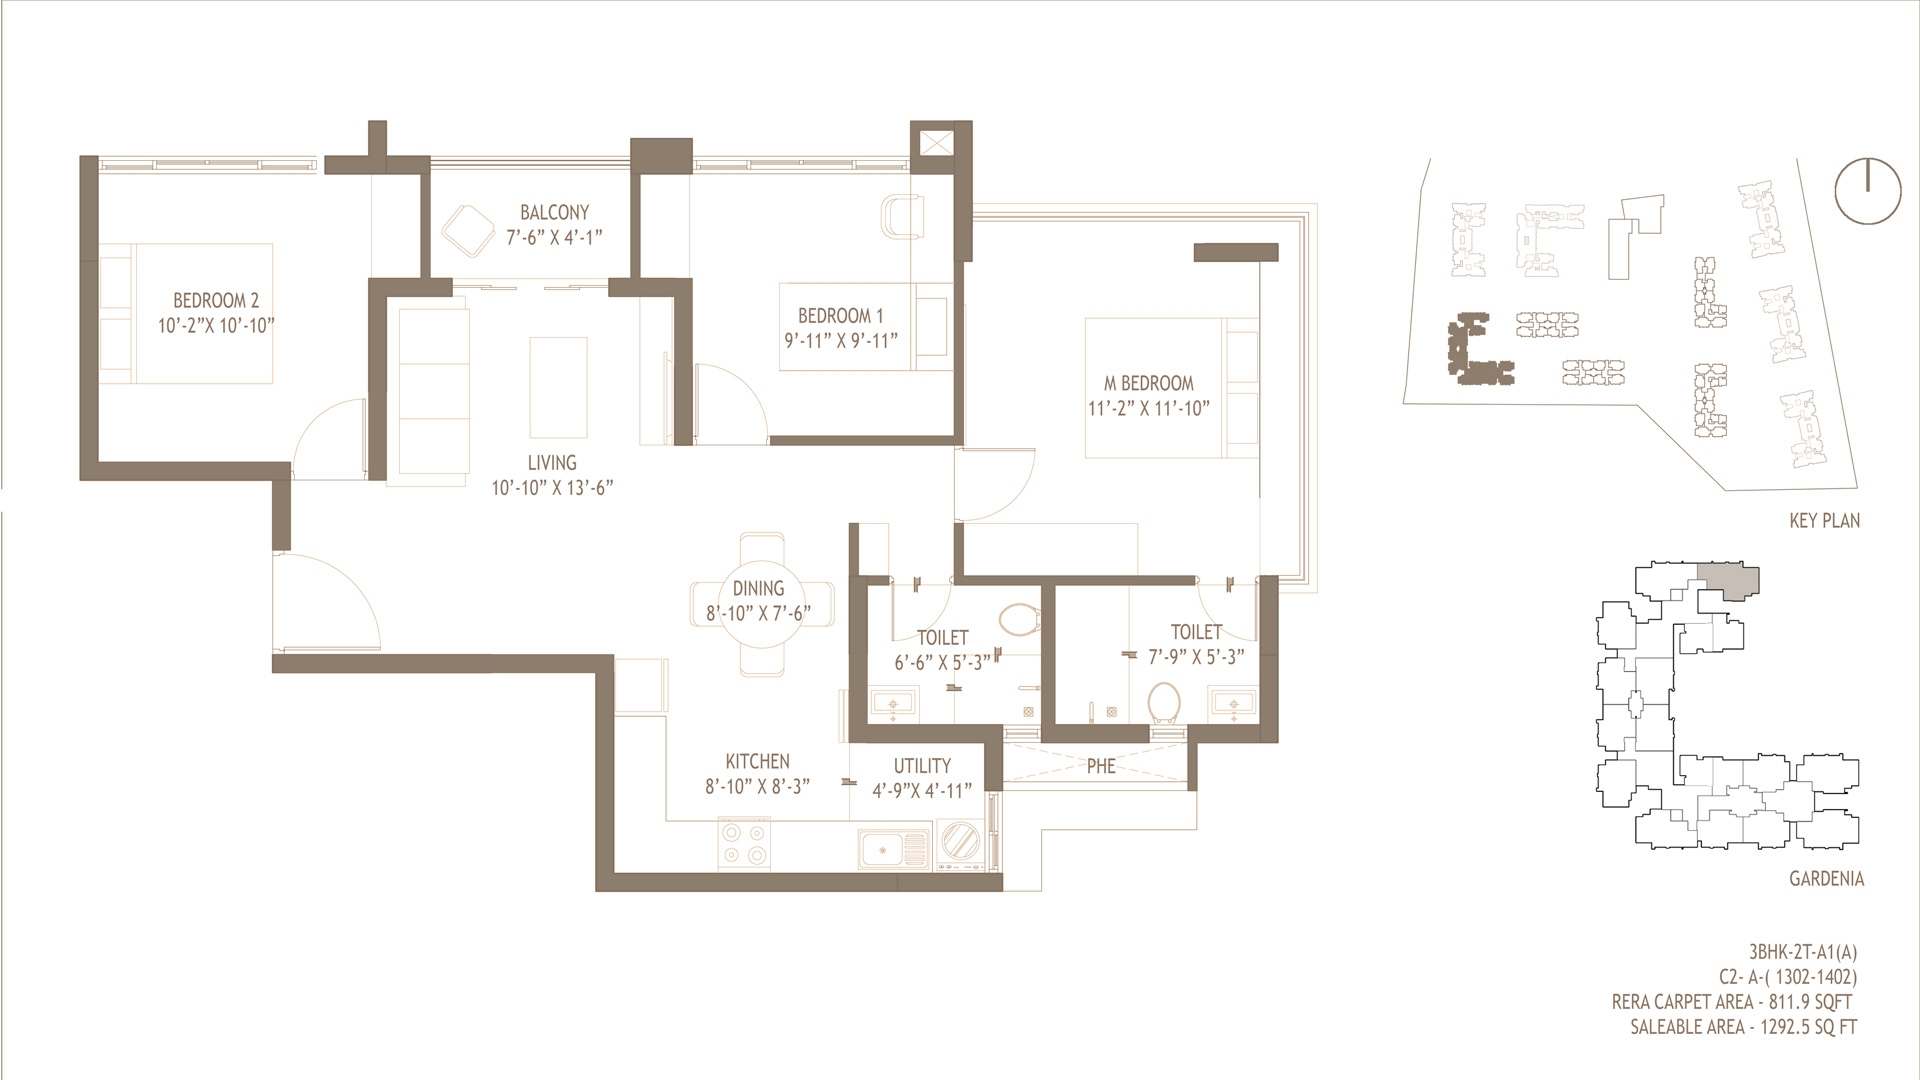 BALCONY
7'-6” X 4’-1”
BEDROOM 2
10’-2”X 10’-10”
BEDROOM 1
9’-11” X 9’-11”
M BEDROOM
11’-2” X 11’-10”
LIVING
10’-10” X 13’-6”
DINING
8’-10” X 7’-6”
TOILET
6’-6” X 5’-3”
TOILET
7’-9” X 5’-3”
KITCHEN
8’-10” X 8’-3”
UTILITY
4’-9”X 4’-11”
PHE
KEY PLAN
GARDENIA
3BHK-2T-A1(A)
C2- A-( 1302-1402)
RERA CARPET AREA - 811.9 SQFT
SALEABLE AREA - 1292.5 SQ FT